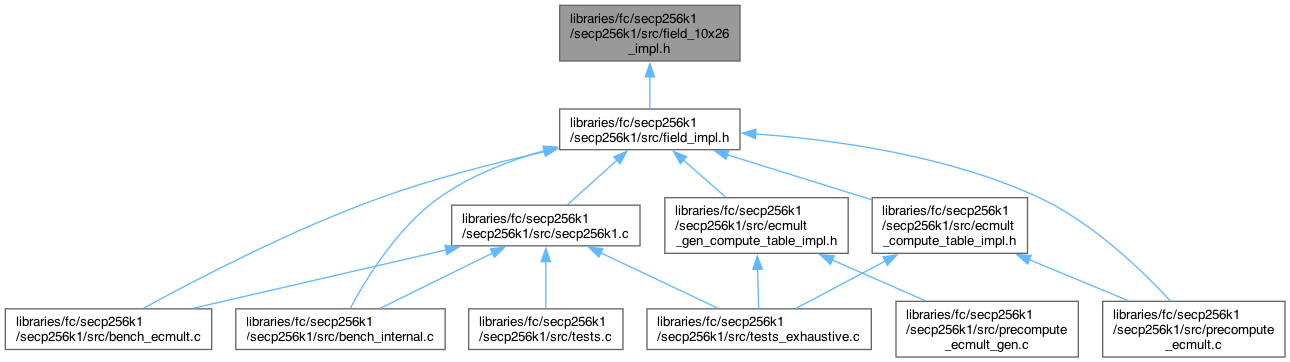 libraries/fc/secp256k1
/secp256k1/src/field_10x26
_impl.h
libraries/fc/secp256k1
/secp256k1/src/field_impl.h
libraries/fc/secp256k1
/secp256k1/src/secp256k1.c
libraries/fc/secp256k1
/secp256k1/src/ecmult
_gen_compute_table_impl.h
libraries/fc/secp256k1
/secp256k1/src/ecmult
_compute_table_impl.h
libraries/fc/secp256k1
/secp256k1/src/bench_ecmult.c
libraries/fc/secp256k1
/secp256k1/src/bench_internal.c
libraries/fc/secp256k1
/secp256k1/src/tests.c
libraries/fc/secp256k1
/secp256k1/src/tests_exhaustive.c
libraries/fc/secp256k1
/secp256k1/src/precompute
_ecmult_gen.c
libraries/fc/secp256k1
/secp256k1/src/precompute
_ecmult.c